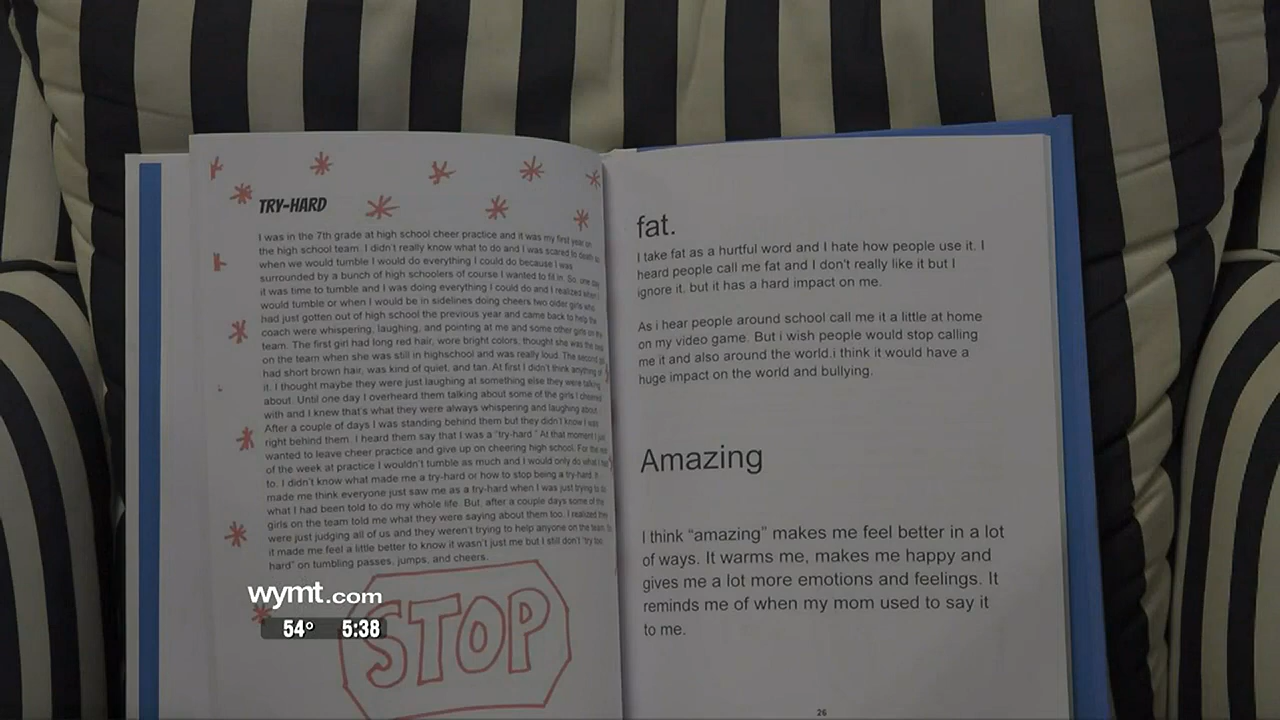 TRY-HARD
I was in the 7th grade at high school cheer practice and it was my first year on
the high school team. I didn't really know what to do and I was scared to death so
when we would tumble I would do everything I could do because I was
surrounded by a bunch of high schoolers of course I wanted to fit in. So, one day
it was time to tumble and I was doing everything I could do and I realized when I
would tumble or when I would be in sidelines doing cheers two older girls who
had just gotten out of high school the previous year and came back to help the
coach were whispering, laughing, and pointing at me and some other girls on the
team. The first girl had long red hair, wore bright colors, thought she was the best
on the team when she was still in highschool and was really loud. The second girl
had short brown hair, was kind of quiet, and tan. At first I didn't think anything of
it. I thought maybe they were just laughing at something else they were talking
about. Until one day I overheard them talking about some of the girls I cheered
with and I knew that's what they were always whispering and laughing about.
After a couple of days I was standing behind them but they didn't know I was
right behind them. I heard them say that I was a "try-hard." At that moment I just
wanted to leave cheer practice and give up on cheering high school. For the rest
of the week at practice I wouldn't tumble as much and I would only do what I had
to. I didn't know what made me a try-hard or how to stop being a try-hard. It
made me think everyone just saw me as a try-hard when I was just trying to do
what I had been told to do my whole life. But, after a couple days some of the
girls on the team told me what they were saying about them too. I realized they
were just judging all of us and they weren't trying to help anyone on the team. So
it made me feel a little better to know it wasn't just me but I still don't "try too
hard" on tumbling passes, jumps, and cheers.
STOP
wymt.com
54° 5:38
fat.
I take fat as a hurtful word and I hate how people use it. I
heard people call me fat and I don't really like it but I
ignore it. but it has a hard impact on me.
As i hear people around school call me it a little at home
on my video game. But i wish people would stop calling
me it and also around the world.i think it would have a
huge impact on the world and bullying.
Amazing
I think "amazing" makes me feel better in a lot
of ways. It warms me, makes me happy and
gives me a lot more emotions and feelings. It
reminds me of when my mom used to say it
to me.
26